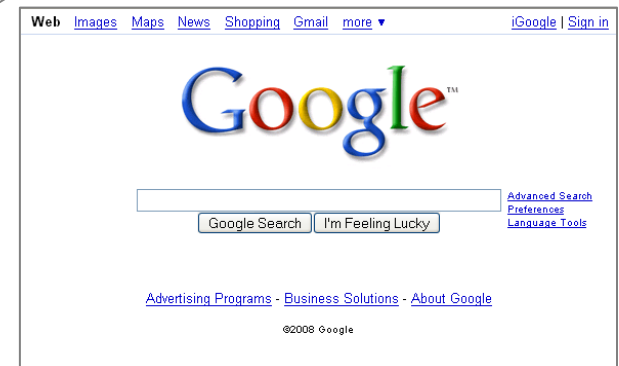 Web Images Maps News Shopping Gmail more ▼ iGoogle | Sign in
Google™
Advanced Search
Preferences
Google Search I'm Feeling Lucky Language Tools
Advertising Programs - Business Solutions - About Google
©2008 Google